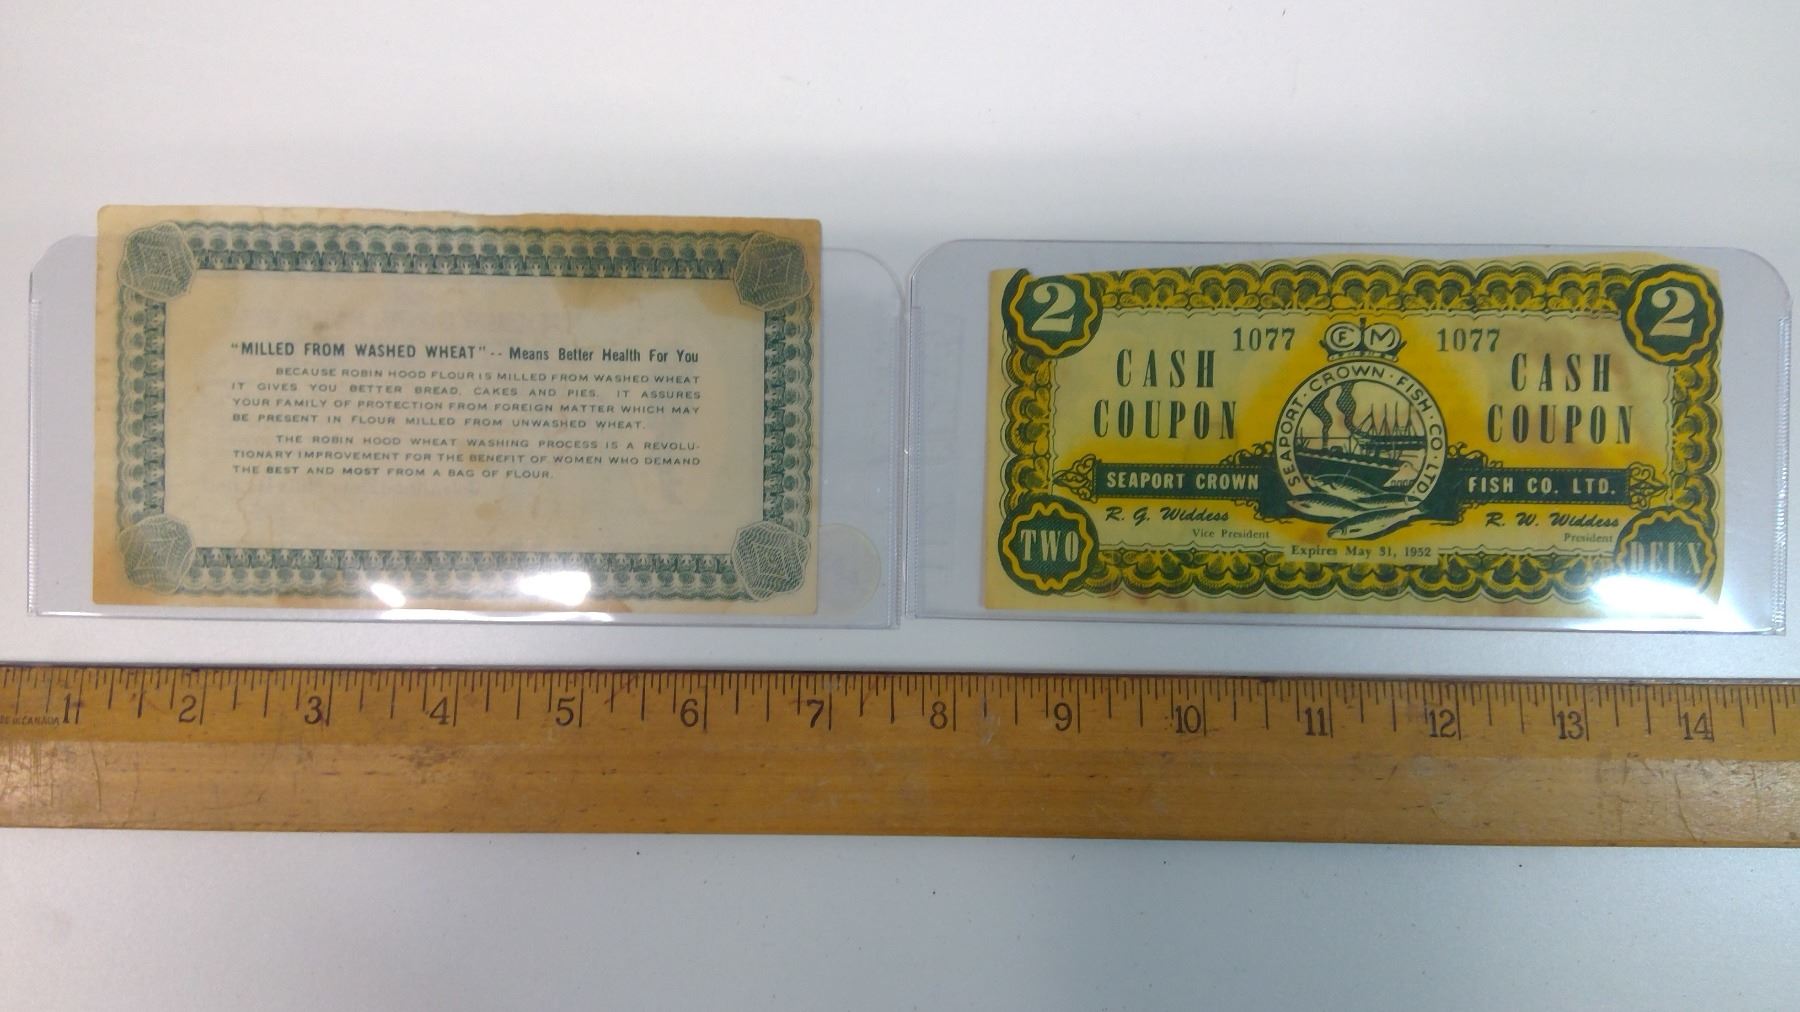 "MILLED FROM WASHED WHEAT" -- Means Better Health For You
BECAUSE ROBIN HOOD FLOUR IS MILLED FROM WASHED WHEAT
IT GIVES YOU BETTER BREAD, CAKES AND PIES. IT ASSURES
YOUR FAMILY OF PROTECTION FROM FOREIGN MATTER WHICH MAY
BE PRESENT IN FLOUR MILLED FROM UNWASHED WHEAT.
THE ROBIN HOOD WHEAT WASHING PROCESS IS A REVOLU-
TIONARY IMPROVEMENT FOR THE BENEFIT OF WOMEN WHO DEMAND
THE BEST AND MOST FROM A BAG OF FLOUR.
2 2
1077 CFM 1077
CASH CASH
COUPON COUPON
SEAPORT · CROWN · FISH · CO. LTD.
SEAPORT CROWN FISH CO. LTD.
R. G. Widdess R. W. Widdess
Vice President President
TWO Expires May 31, 1952 DEUX
1 2 3 4 5 6 7 8 9 10 11 12 13 14
IN CANADA